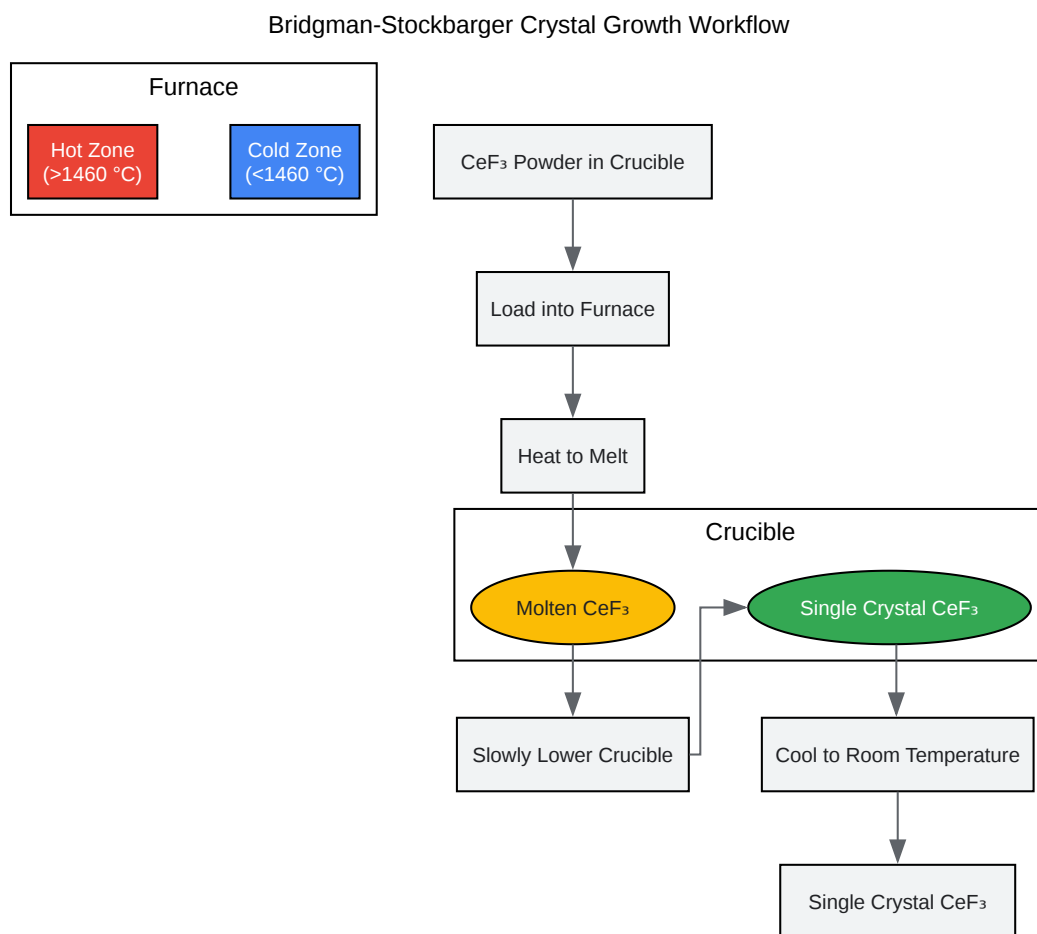 Bridgman-Stockbarger Crystal Growth Workflow
Furnace
Hot Zone
(>1460 °C)
Cold Zone
(<1460 °C)
CeF₃ Powder in Crucible
Load into Furnace
Heat to Melt
Crucible
Molten CeF₃
Single Crystal CeF₃
Slowly Lower Crucible
Cool to Room Temperature
Single Crystal CeF₃